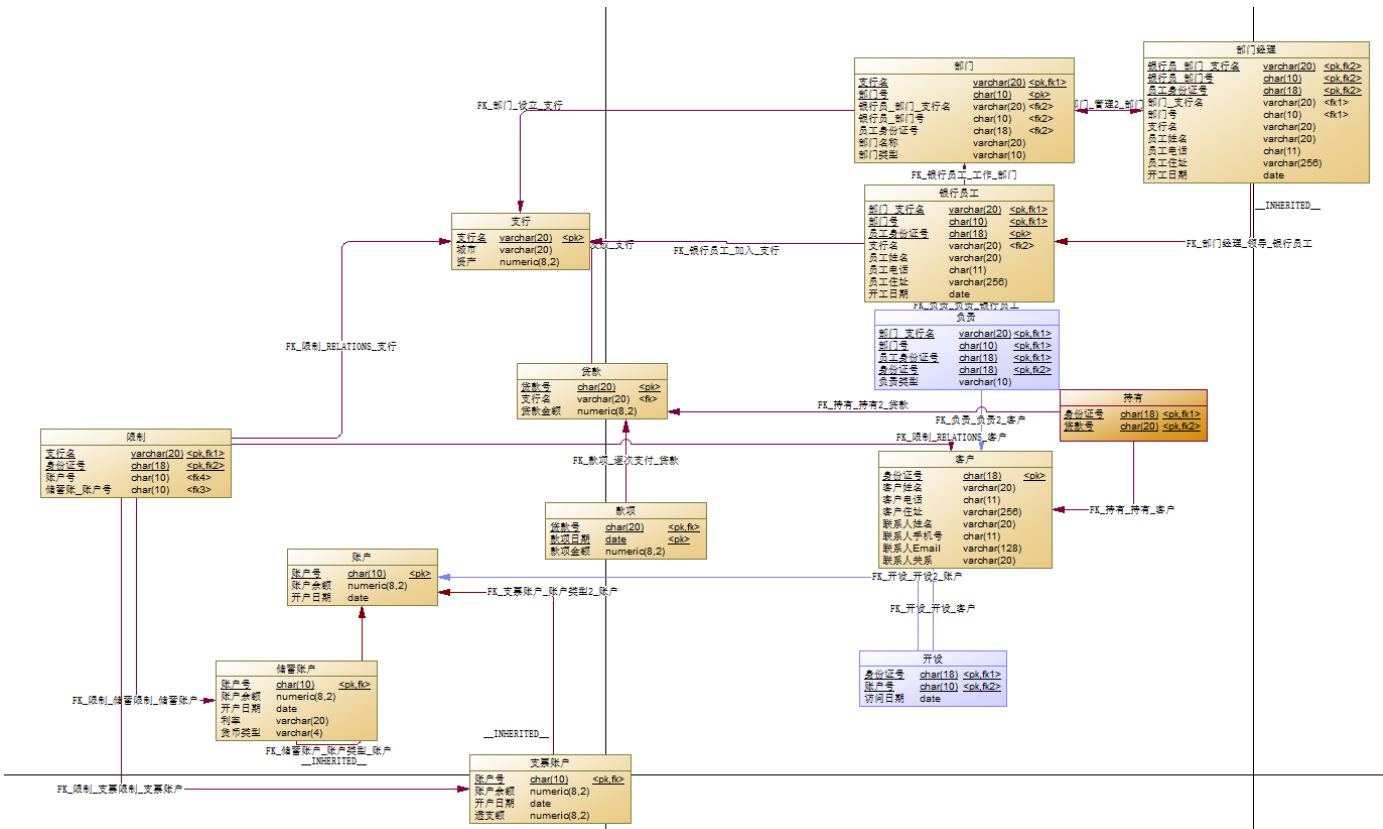 部门经理
银行员_部门_支行名 varchar(20) <pk,fk2>
银行员_部门号 char(10) <pk,fk2>
员工身份证号 char(18) <pk,fk2>
部门_支行名 varchar(20) <fk1>
部门号 char(10) <fk1>
支行名 varchar(20)
员工姓名 varchar(20)
员工电话 char(11)
员工住址 varchar(256)
开工日期 date
部门
支行名 varchar(20) <pk,fk1>
部门号 char(10) <pk>
银行员_部门_支行名 varchar(20) <fk2>
银行员_部门号 char(10) <fk2>
员工身份证号 char(18) <fk2>
部门名称 varchar(20)
部门类型 varchar(10)
FK_部门_设立_支行
部门_管理2_部门
FK_银行员工_工作_部门
银行员工
部门_支行名 varchar(20) <pk,fk1>
部门号 char(10) <pk,fk1>
员工身份证号 char(18) <pk>
支行名 varchar(20) <fk2>
员工姓名 varchar(20)
员工电话 char(11)
员工住址 varchar(256)
开工日期 date
__INHERITED__
FK_部门经理_领导_银行员工
支行
支行名 varchar(20) <pk>
城市 varchar(20)
资产 numeric(8,2)
_支行
FK_银行员工_加入_支行
FK_负责_负责_银行员工
负责
部门_支行名 varchar(20) <pk,fk1>
部门号 char(10) <pk,fk1>
员工身份证号 char(18) <pk,fk1>
身份证号 char(18) <pk,fk2>
负责类型 varchar(10)
FK_限制_RELATIONS_支行
贷款
贷款号 char(20) <pk>
支行名 varchar(20) <fk>
贷款金额 numeric(8,2)
FK_持有_持有2_贷款
持有
身份证号 char(18) <pk,fk1>
贷款号 char(20) <pk,fk2>
FK_负责_负责2_客户
FK_限制_RELATIONS_客户
限制
支行名 varchar(20) <pk,fk1>
身份证号 char(18) <pk,fk2>
账户号 char(10) <fk4>
储蓄账_账户号 char(10) <fk3>
FK_款项_逐次支付_贷款
客户
身份证号 char(18) <pk>
客户姓名 varchar(20)
客户电话 char(11)
客户住址 varchar(256)
联系人姓名 varchar(20)
联系人手机号 char(11)
联系人Email varchar(128)
联系人关系 varchar(20)
FK_持有_持有_客户
款项
贷款号 char(20) <pk,fk>
款项日期 date <pk>
款项金额 numeric(8,2)
账户
账户号 char(10) <pk>
账户余额 numeric(8,2)
开户日期 date
FK_开设_开设2_账户
FK_支票账户_账户类型2_账户
FK_开设_开设_客户
开设
身份证号 char(18) <pk,fk1>
账户号 char(10) <pk,fk2>
访问日期 date
储蓄账户
账户号 char(10) <pk,fk>
账户余额 numeric(8,2)
开户日期 date
利率 varchar(20)
货币类型 varchar(4)
FK_限制_储蓄限制_储蓄账户
FK_储蓄账户_账户类型_账户
__INHERITED__
__INHERITED__
支票账户
账户号 char(10) <pk,fk>
账户余额 numeric(8,2)
开户日期 date
透支额 numeric(8,2)
FK_限制_支票限制_支票账户